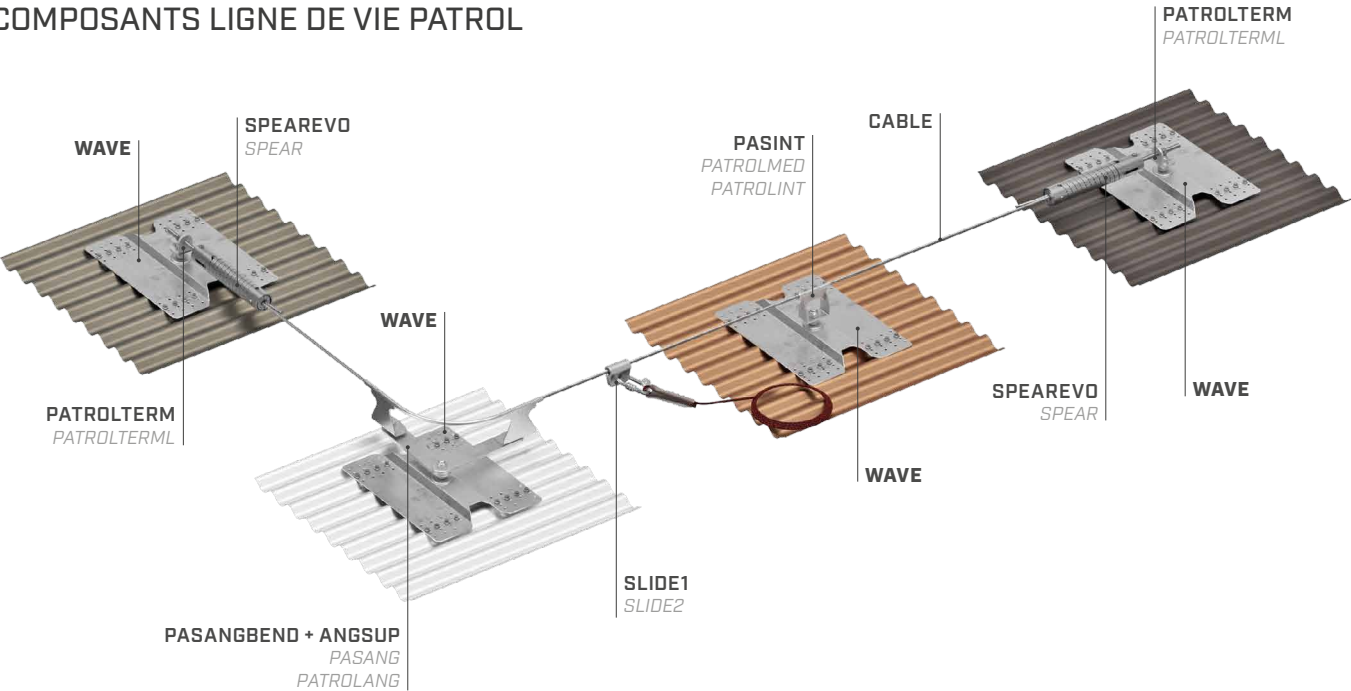 COMPOSANTS LIGNE DE VIE PATROL
PATROLTERM
PATROLTERML
SPEAREVO
SPEAR
WAVE
CABLE
PASINT
PATROLMED
PATROLINT
WAVE
PATROLTERM
PATROLTERML
SPEAREVO
SPEAR
WAVE
WAVE
SLIDE1
SLIDE2
PASANGBEND + ANGSUP
PASANG
PATROLANG